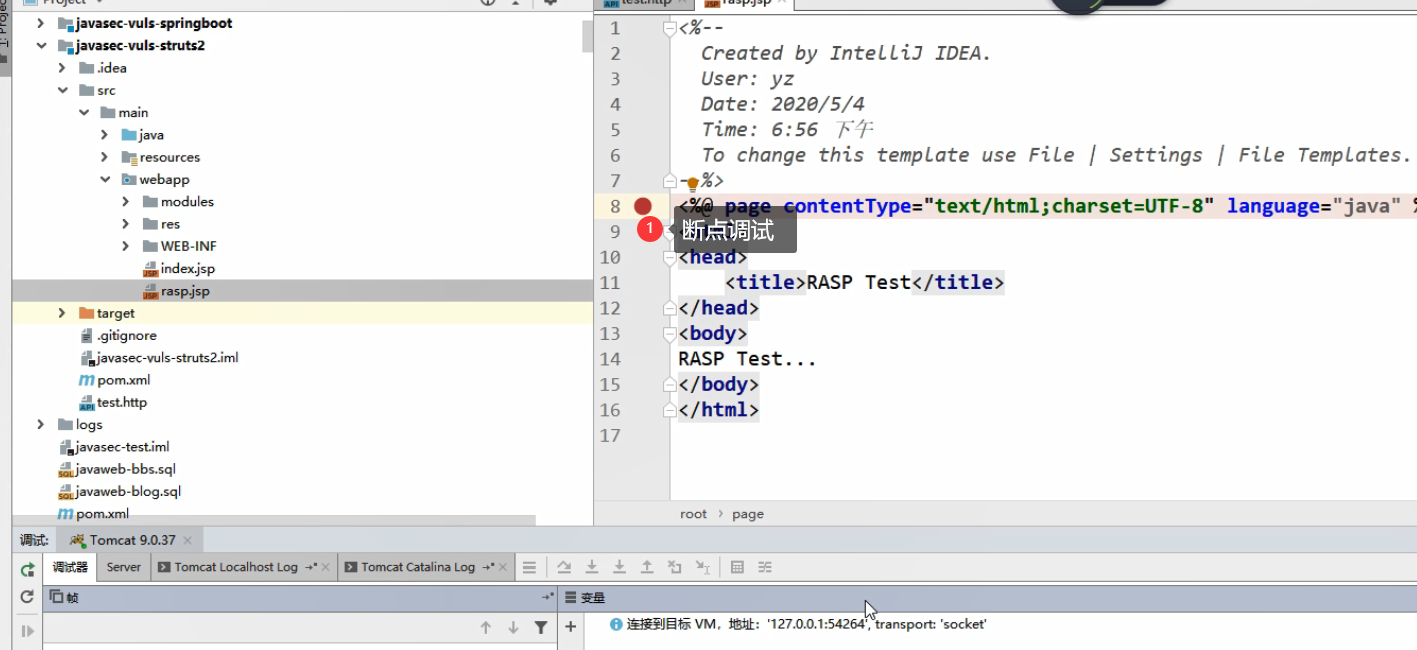 Project
1: Project
javasec-vuls-springboot
javasec-vuls-struts2
.idea
src
main
java
resources
webapp
modules
res
WEB-INF
index.jsp
rasp.jsp
target
.gitignore
javasec-vuls-struts2.iml
pom.xml
test.http
logs
javasec-test.iml
javaweb-bbs.sql
javaweb-blog.sql
pom.xml
test.http
rasp.jsp
1 <%--
2 Created by IntelliJ IDEA.
3 User: yz
4 Date: 2020/5/4
5 Time: 6:56 下午
6 To change this template use File | Settings | File Templates.
7 --%>
8 <%@ page contentType="text/html;charset=UTF-8" language="java" %
1 断点调试
9
10 <head>
11 <title>RASP Test</title>
12 </head>
13 <body>
14 RASP Test...
15 </body>
16 </html>
17
root › page
调试: Tomcat 9.0.37
调试器 Server Tomcat Localhost Log Tomcat Catalina Log
帧
变量
连接到目标 VM，地址: '127.0.0.1:54264', transport: 'socket'